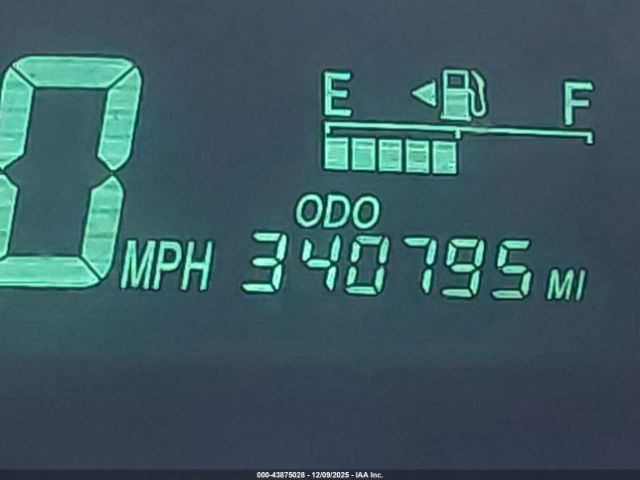 E F
ODO
0 MPH 340795 MI
000-43875028 - 12/09/2025 - IAA Inc.